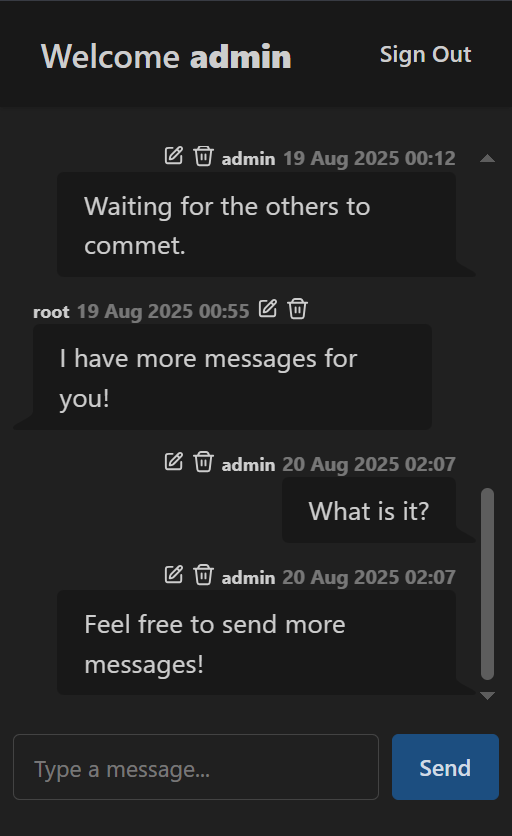 Welcome admin Sign Out
admin 19 Aug 2025 00:12
Waiting for the others to
commet.
root 19 Aug 2025 00:55
I have more messages for
you!
admin 20 Aug 2025 02:07
What is it?
admin 20 Aug 2025 02:07
Feel free to send more
messages!
Type a message... Send